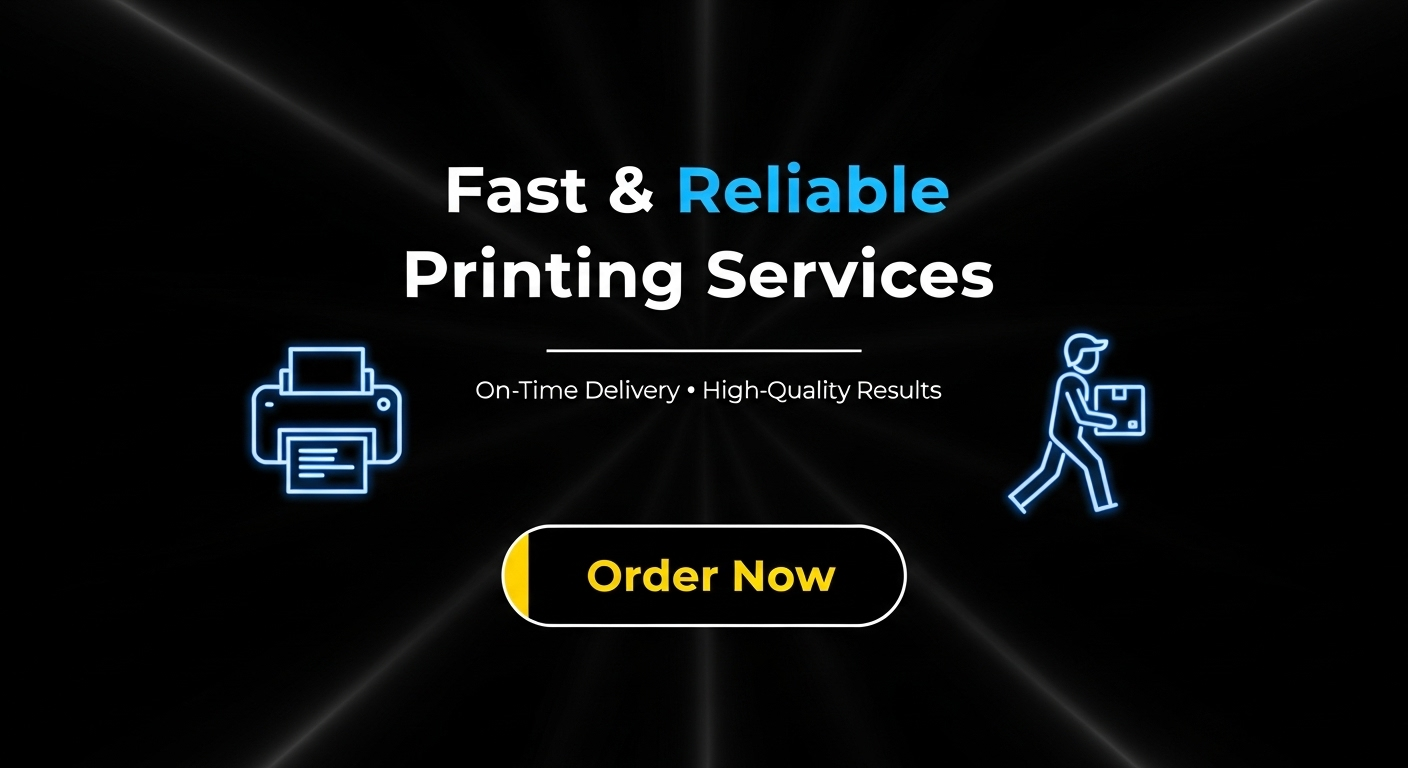 Fast & Reliable
Printing Services
On-Time Delivery • High-Quality Results
Order Now